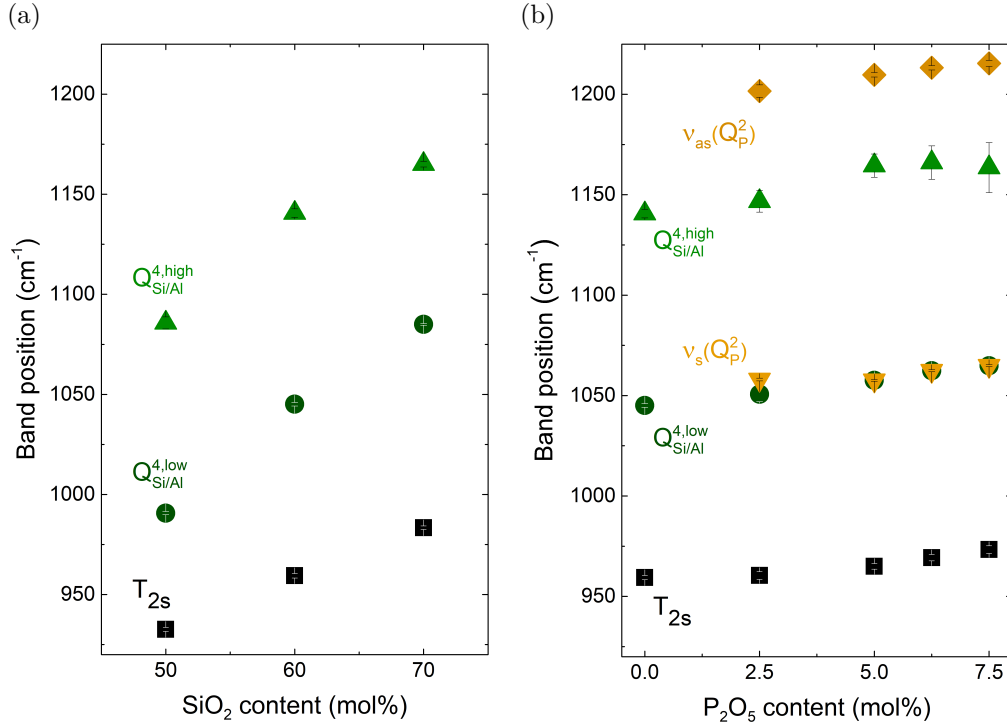 (a)
1200
1150
1100
1050
1000
950
50
60
70
Band position (cm⁻¹)
SiO₂ content (mol%)
Q⁴,ʰⁱᵍʰ Si/Al
Q⁴,ˡᵒʷ Si/Al
T₂ₛ
(b)
1200
1150
1100
1050
1000
950
0.0
2.5
5.0
7.5
Band position (cm⁻¹)
P₂O₅ content (mol%)
νas(Q²P)
Q⁴,ʰⁱᵍʰ Si/Al
νs(Q²P)
Q⁴,ˡᵒʷ Si/Al
T₂ₛ